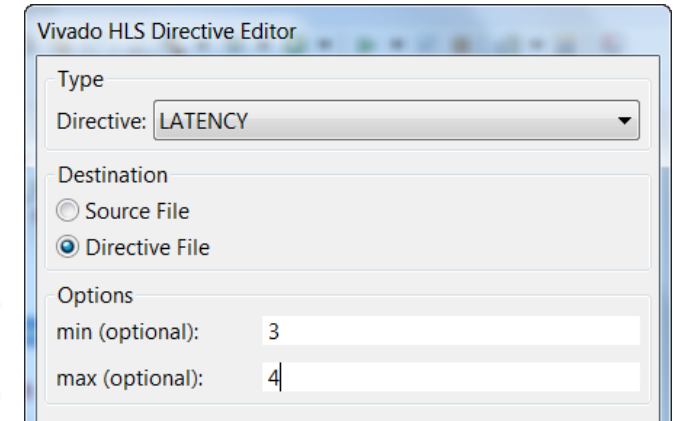 Vivado HLS Directive Editor
Type
Directive: LATENCY
Destination
Source File
Directive File
Options
min (optional): 3
max (optional): 4